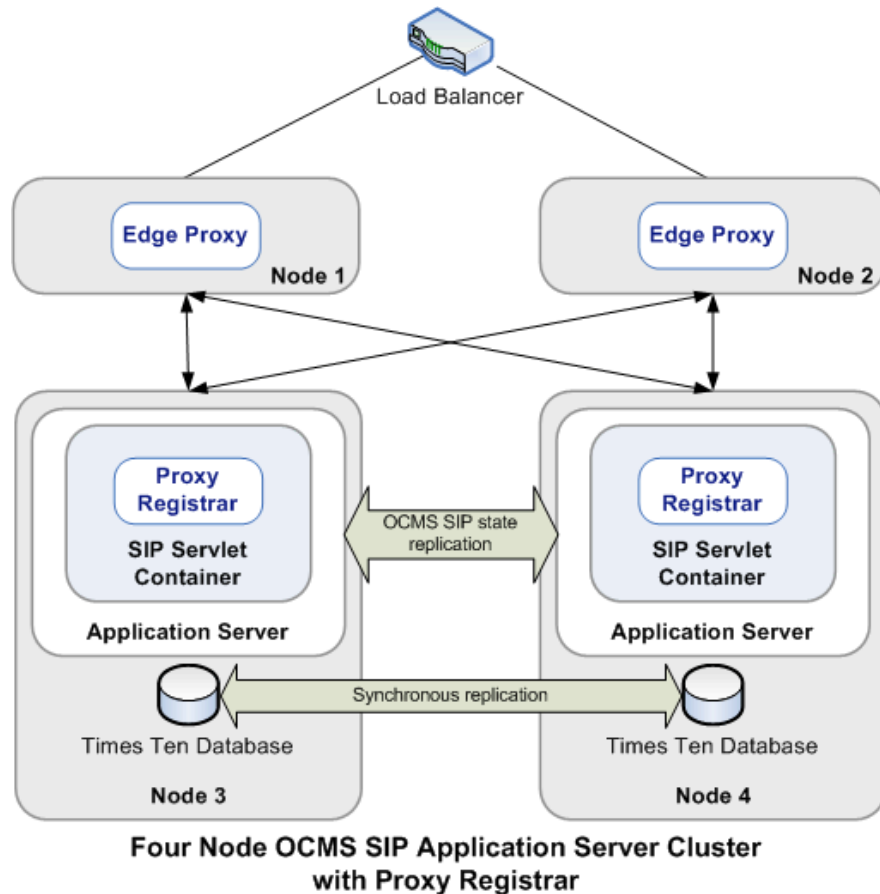 Load Balancer
Edge Proxy
Node 1
Edge Proxy
Node 2
Proxy
Registrar
SIP Servlet
Container
Application Server
OCMS SIP state
replication
Proxy
Registrar
SIP Servlet
Container
Application Server
Synchronous replication
Times Ten Database
Node 3
Times Ten Database
Node 4
Four Node OCMS SIP Application Server Cluster
with Proxy Registrar